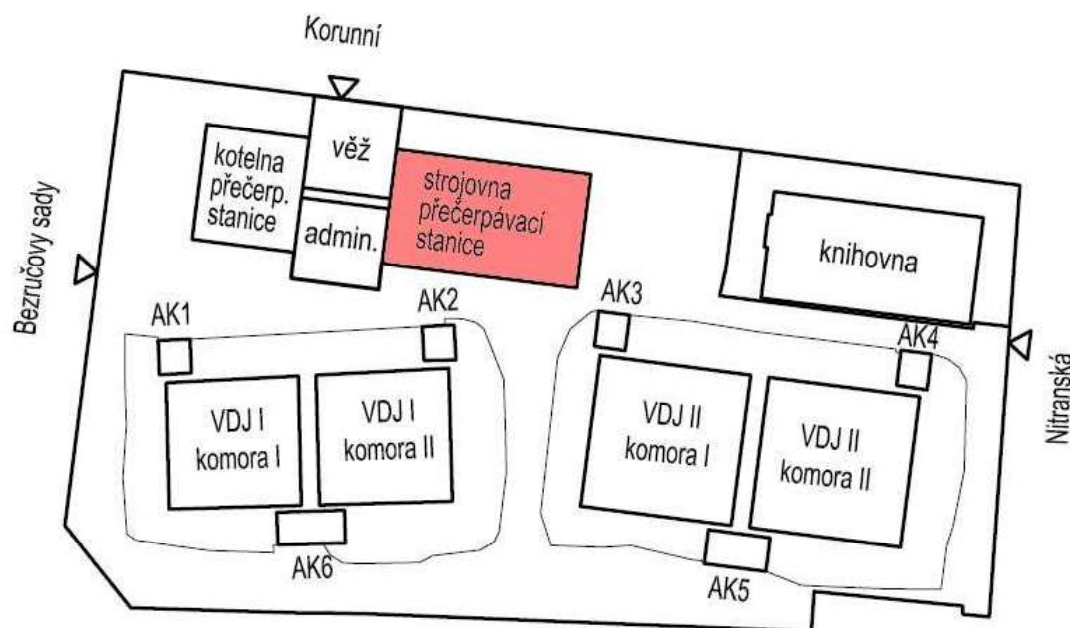 Korunní
věž
kotelna
přečerp.
stanice
strojovna
přečerpávací
stanice
admin.
knihovna
Bezručovy sady
AK1
AK2
AK3
AK4
Nitranská
VDJ I
komora I
VDJ I
komora II
VDJ II
komora I
VDJ II
komora II
AK6
AK5